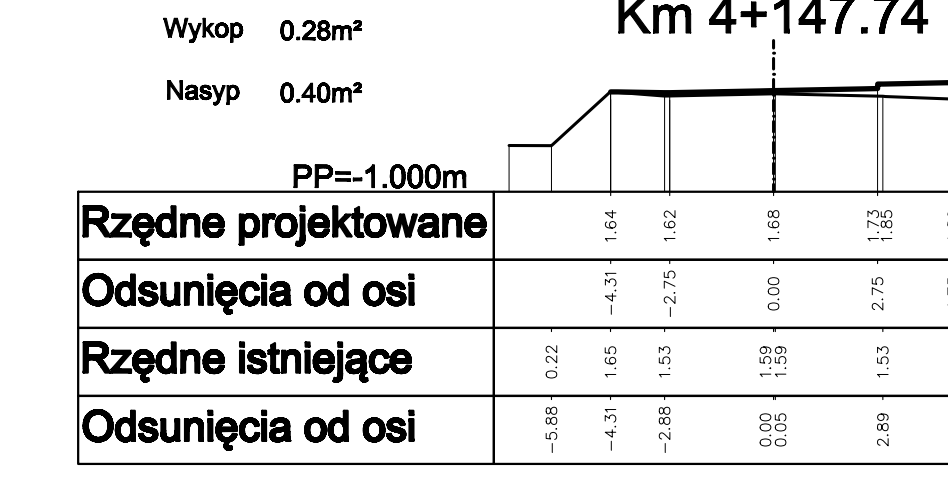 Km 4+147.74
Wykop 0.28m²
Nasyp 0.40m²
PP=-1.000m
Rzędne projektowane 1.64 1.62 1.68 1.73 1.85
Odsunięcia od osi -4.31 -2.75 0.00 2.75
Rzędne istniejące 0.22 1.65 1.53 1.59 1.59 1.53
Odsunięcia od osi -5.88 -4.31 -2.88 0.00 0.05 2.89